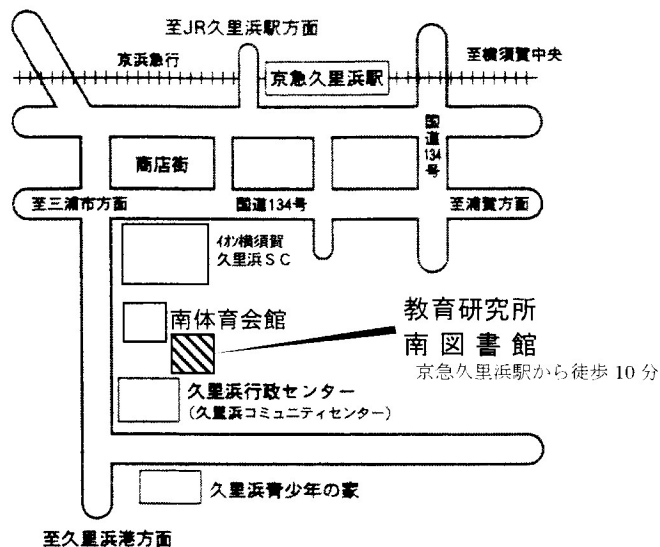 至JR久里浜駅方面
京浜急行
京急久里浜駅
至横須賀中央
国道134号
商店街
至三浦市方面
国道134号
至浦賀方面
イオン横須賀
久里浜SC
南体育会館
教育研究所
南図書館
京急久里浜駅から徒歩10分
久里浜行政センター
(久里浜コミュニティセンター)
久里浜青少年の家
至久里浜港方面